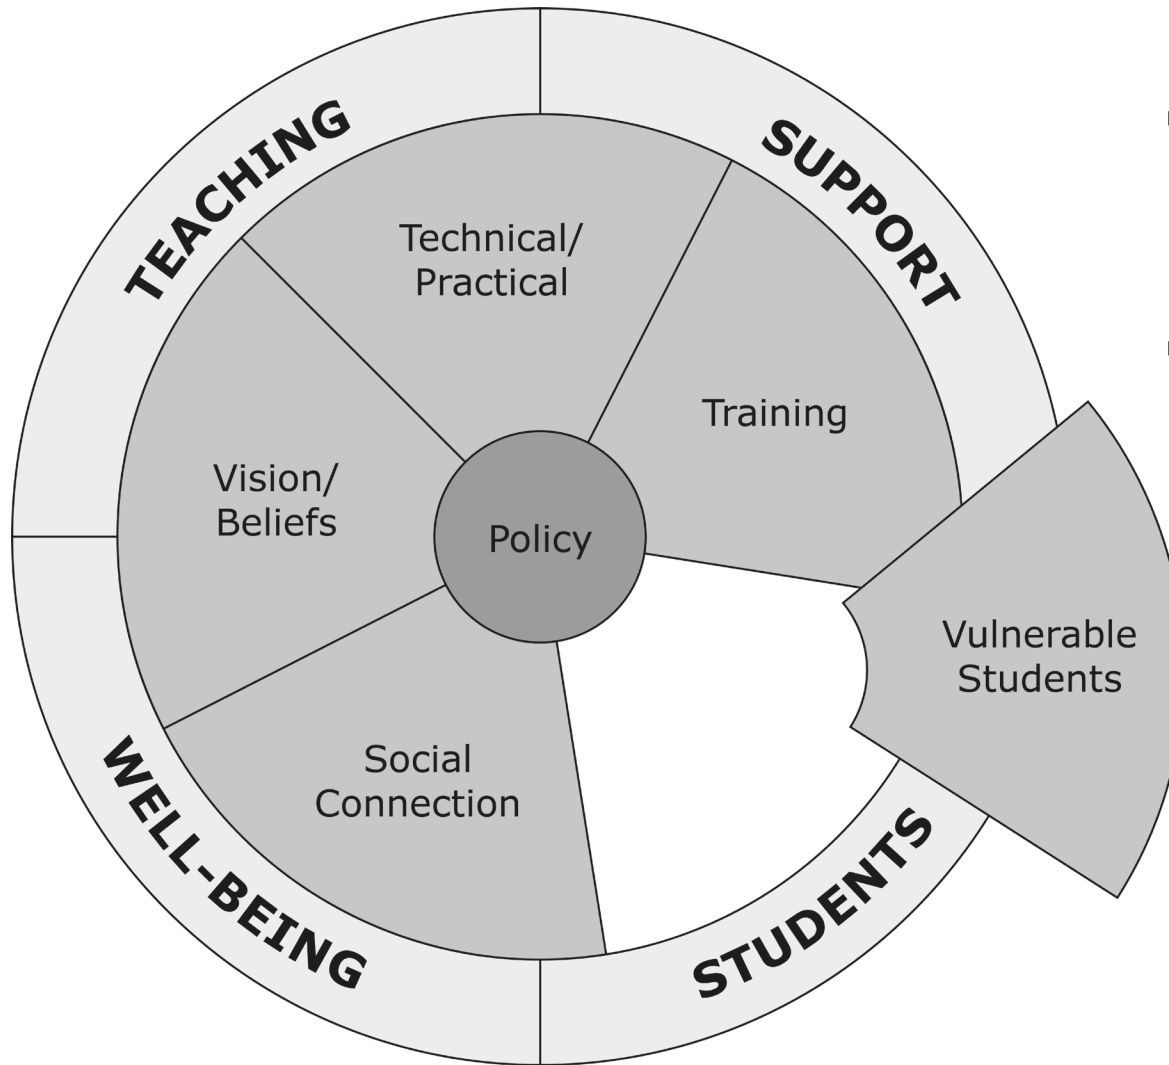 TEACHING
SUPPORT
Technical/
Practical
Training
Vision/
Beliefs
Policy
Vulnerable
Students
Social
Connection
WELL-BEING
STUDENTS